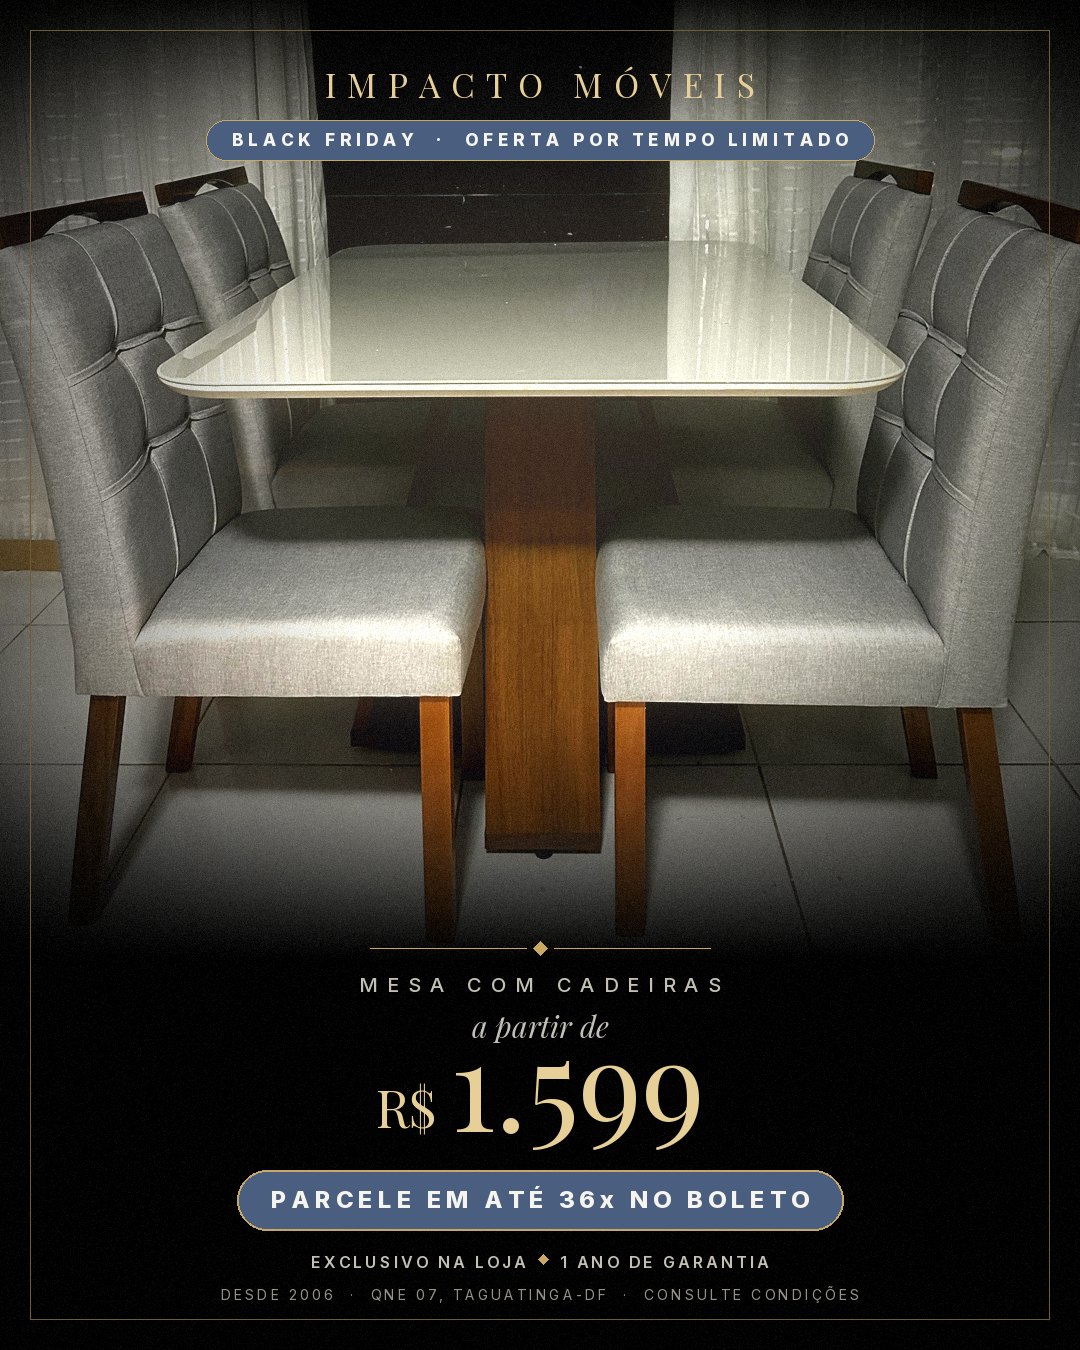 IMPACTO MÓVEIS
BLACK FRIDAY · OFERTA POR TEMPO LIMITADO
MESA COM CADEIRAS
a partir de
R$ 1.599
PARCELE EM ATÉ 36x NO BOLETO
EXCLUSIVO NA LOJA ◆ 1 ANO DE GARANTIA
DESDE 2006 · QNE 07, TAGUATINGA-DF · CONSULTE CONDIÇÕES